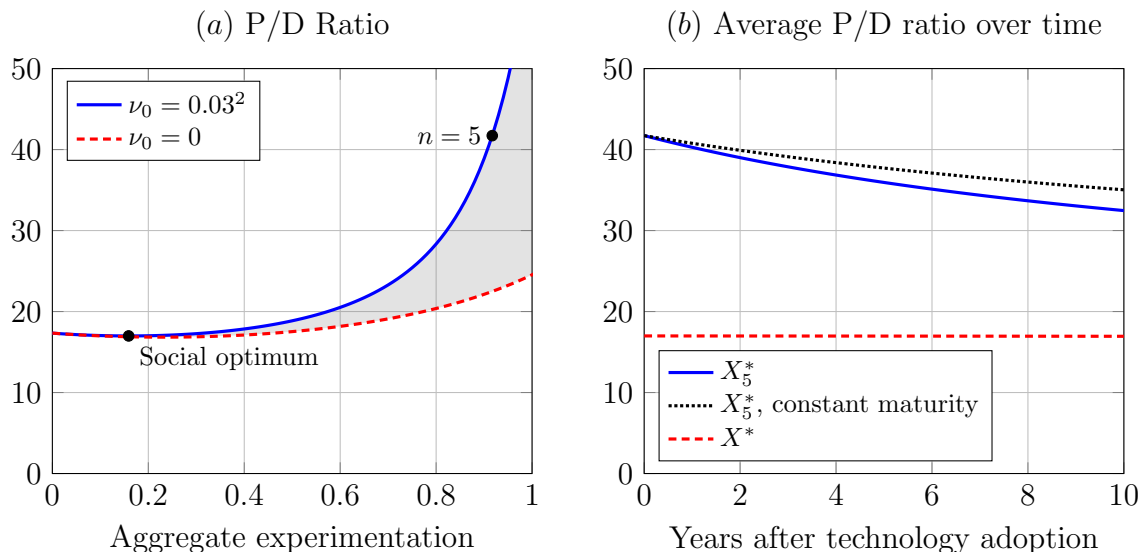 (a) P/D Ratio
50
40
30
20
10
0
ν₀ = 0.03²
ν₀ = 0
n = 5
Social optimum
0 0.2 0.4 0.6 0.8 1
Aggregate experimentation
(b) Average P/D ratio over time
50
40
30
20
10
0
X₅*
X₅*, constant maturity
X*
0 2 4 6 8 10
Years after technology adoption